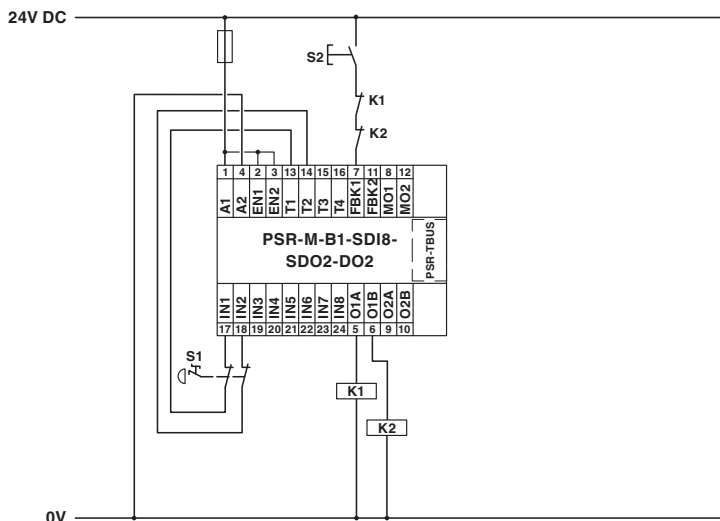 24V DC
S2
K1
K2
1 4 2 3 13 14 15 16 7 11 8 12
A1 A2 EN1 EN2 T1 T2 T3 T4 FBK1 FBK2 MO1 MO2
PSR-M-B1-SDI8-
SDO2-DO2
PSR-TBUS
IN1 IN2 IN3 IN4 IN5 IN6 IN7 IN8 O1A O1B O2A O2B
17 18 19 20 21 22 23 24 5 6 9 10
S1
K1
K2
0V